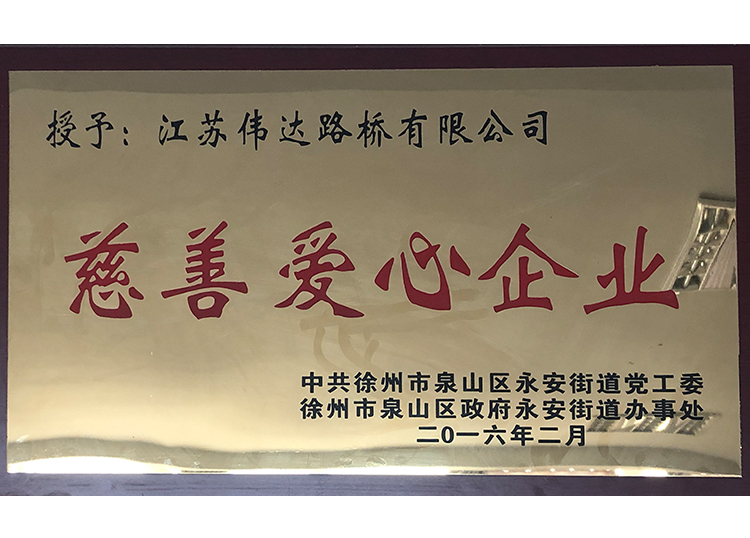 授予：江苏伟达路桥有限公司
慈善爱心企业
中共徐州市泉山区永安街道党工委
徐州市泉山区政府永安街道办事处
二0一六年二月